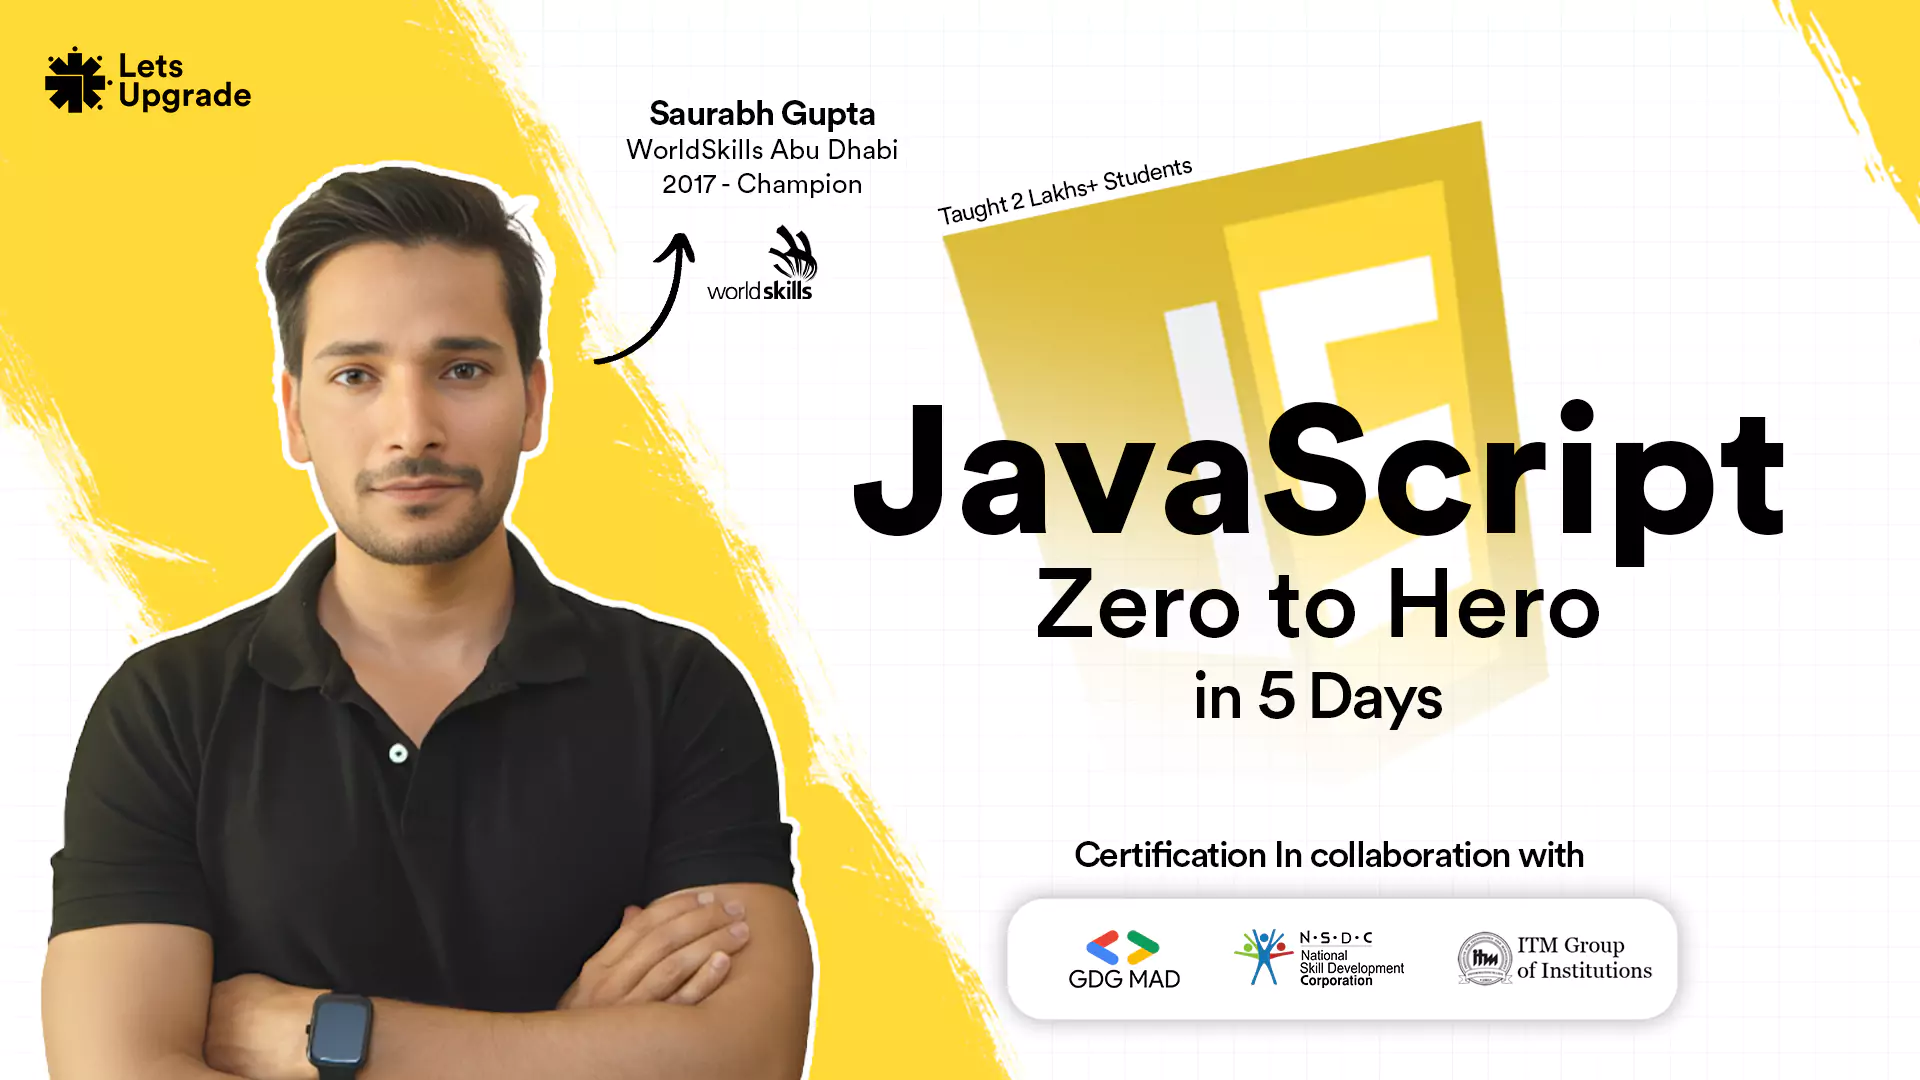 Lets
Upgrade
Saurabh Gupta
WorldSkills Abu Dhabi
2017 - Champion
worldskills
Taught 2 Lakhs+ Students
JavaScript
Zero to Hero
in 5 Days
Certification In collaboration with
GDG MAD
N·S·D·C
National
Skill Development
Corporation
itm
ITM Group
of Institutions